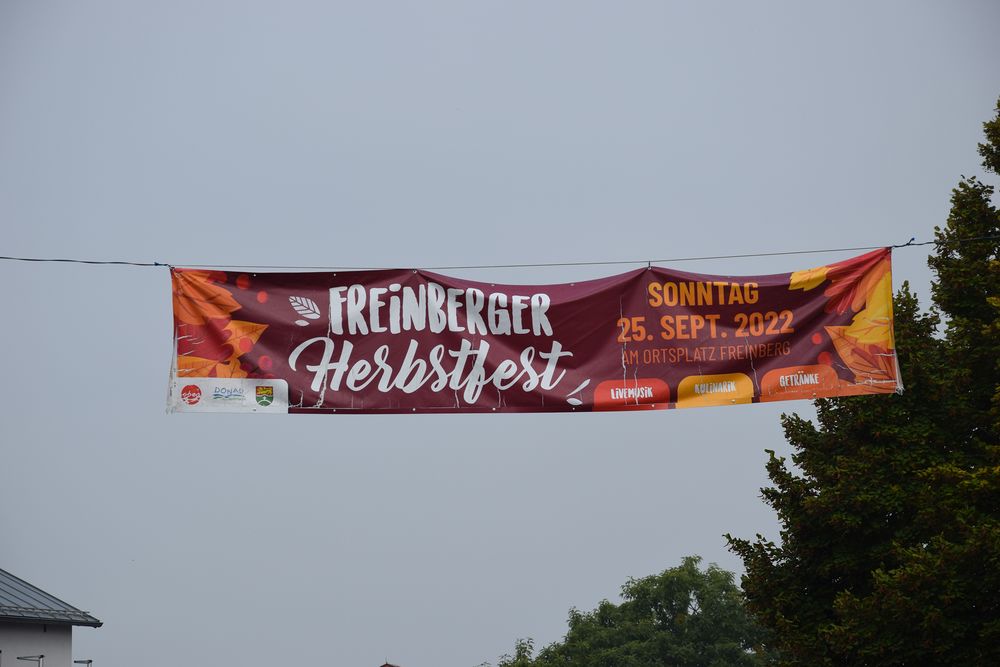 FREiNBERGER
Herbstfest
SONNTAG
25. SEPT. 2022
AM ORTSPLATZ FREINBERG
LiVEMUSiK
KULiNARiK
GETRÄNKE
DONAU